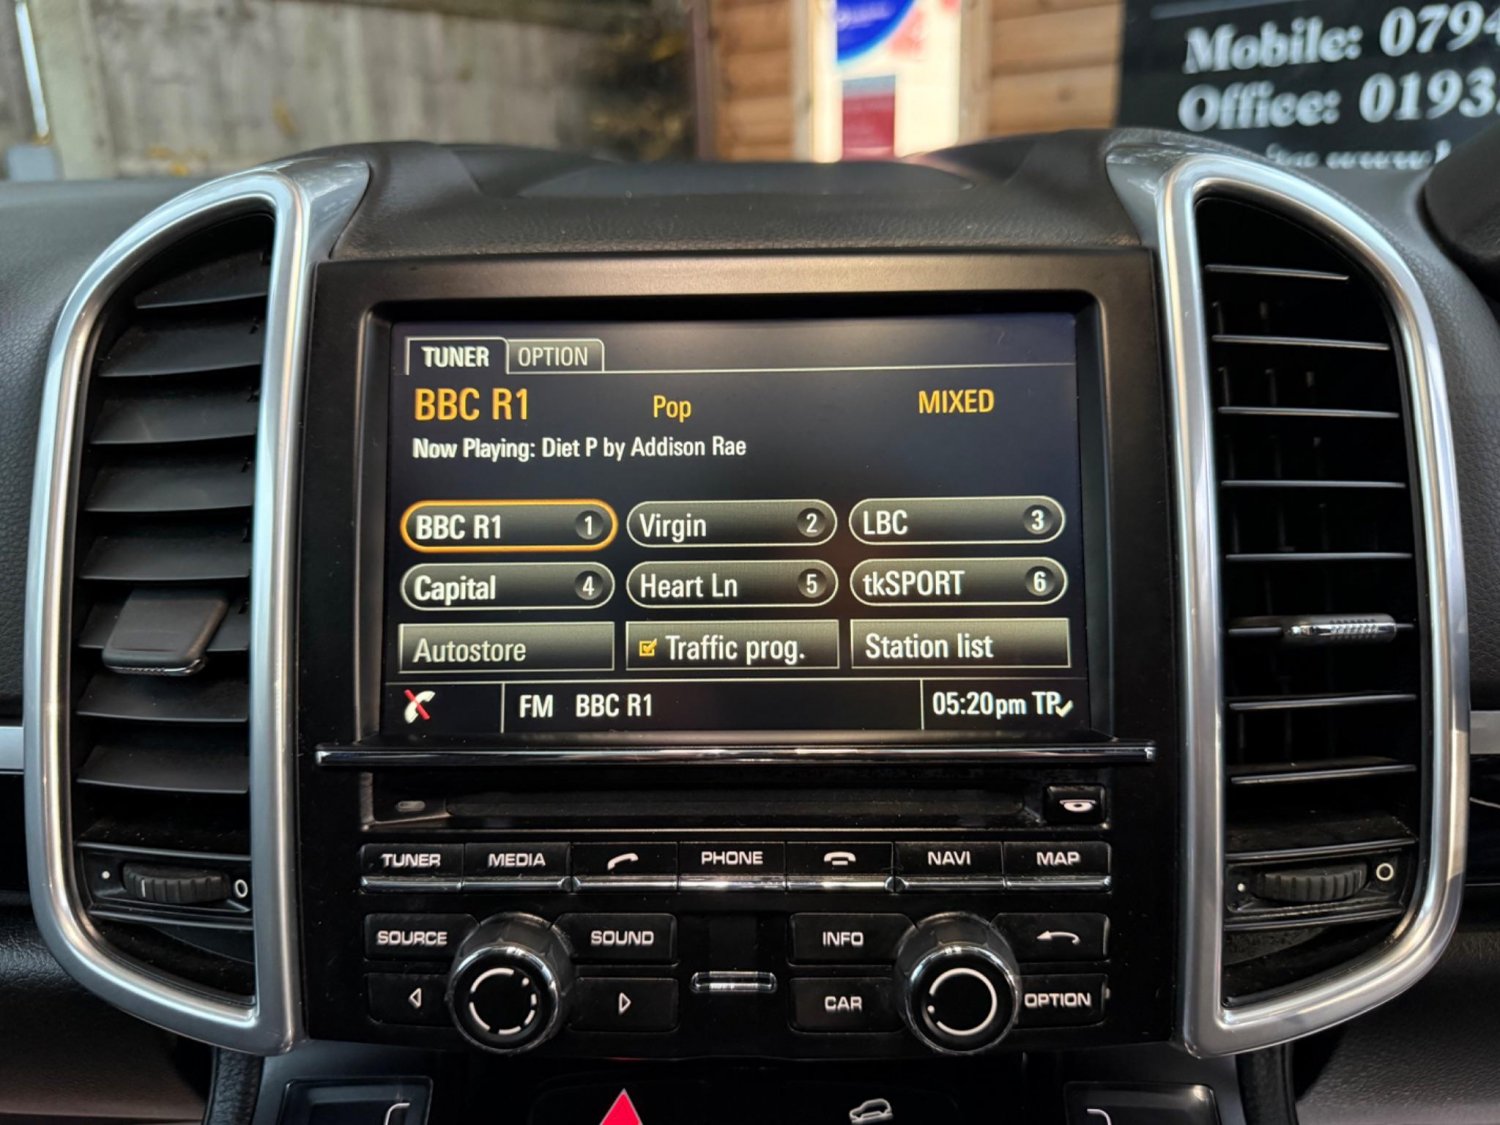 Mobile: 079
Office: 0193
TUNER OPTION
BBC R1 Pop MIXED
Now Playing: Diet P by Addison Rae
BBC R1 1 Virgin 2 LBC 3
Capital 4 Heart Ln 5 tkSPORT 6
Autostore Traffic prog. Station list
FM BBC R1 05:20pm TP
TUNER MEDIA PHONE NAVI MAP
SOURCE SOUND INFO
CAR OPTION